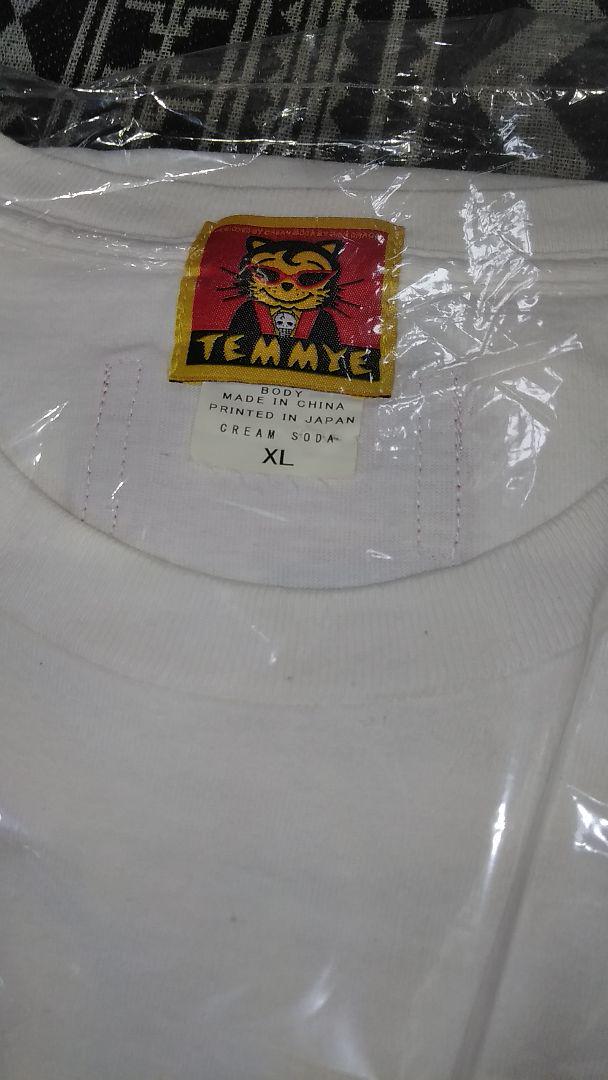 TEMMYE
BODY
MADE IN CHINA
PRINTED IN JAPAN
CREAM SODA
XL